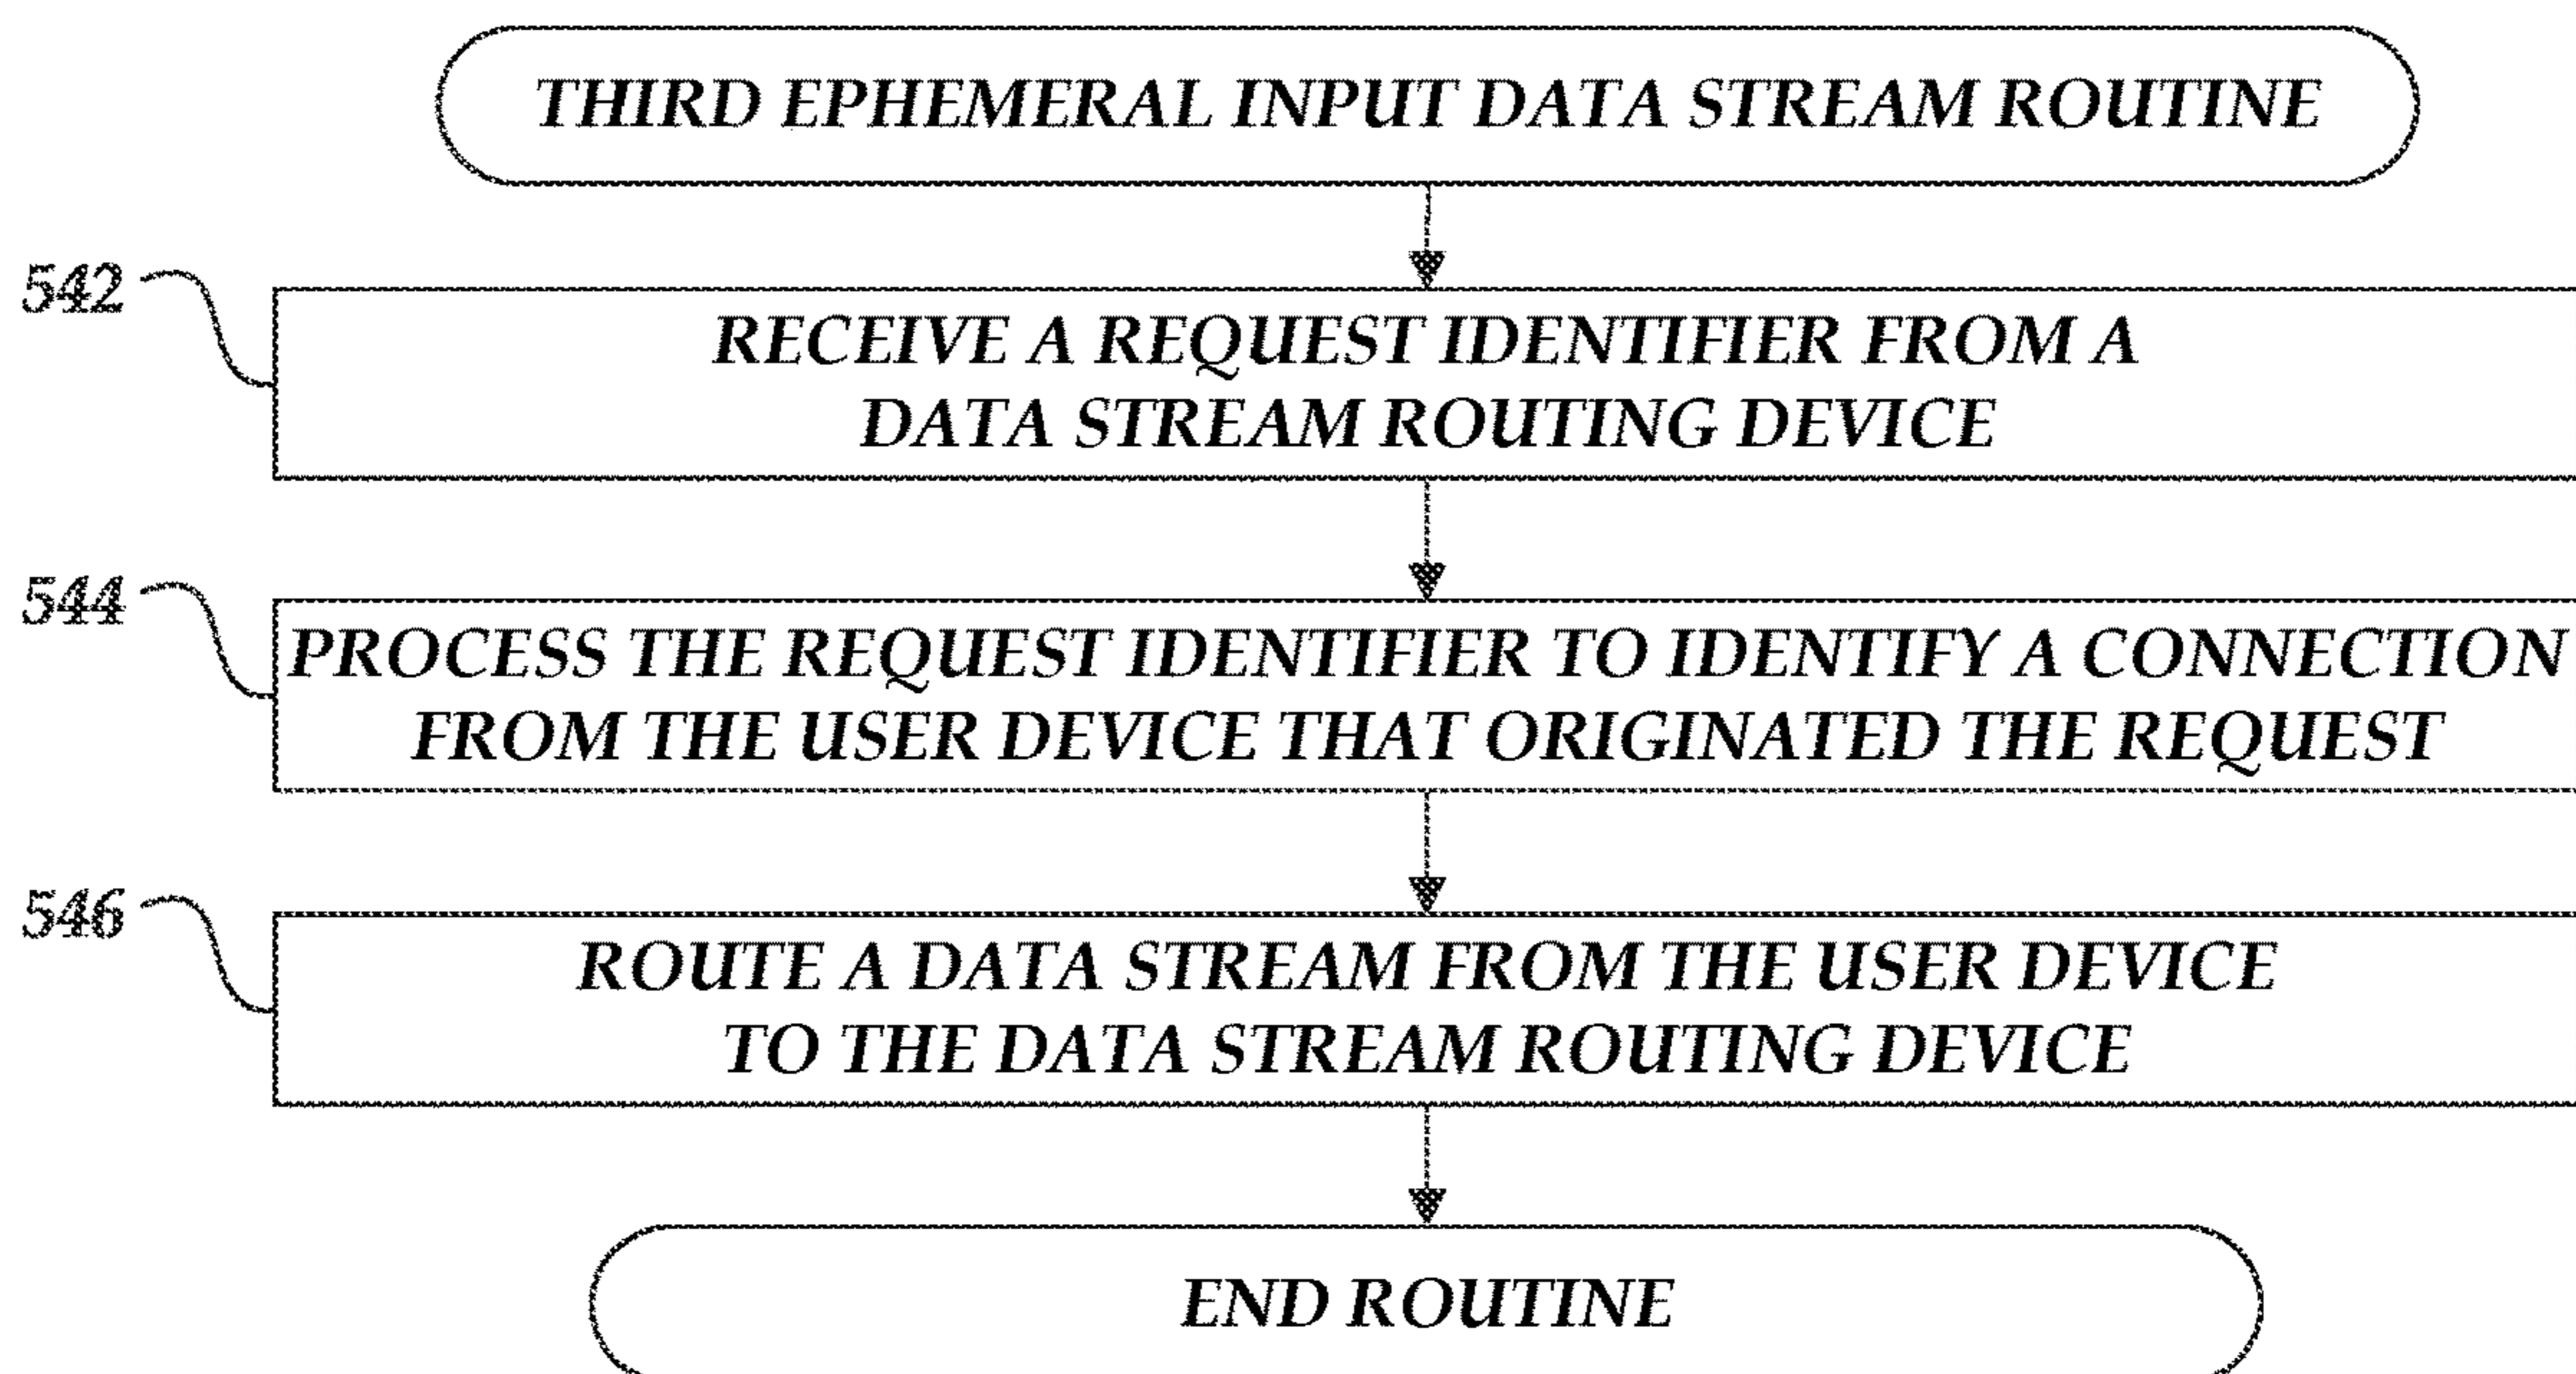 THIRD EPHEMERAL INPUT DATA STREAM ROUTINE
542
RECEIVE A REQUEST IDENTIFIER FROM A
DATA STREAM ROUTING DEVICE
544
PROCESS THE REQUEST IDENTIFIER TO IDENTIFY A CONNECTION
FROM THE USER DEVICE THAT ORIGINATED THE REQUEST
546
ROUTE A DATA STREAM FROM THE USER DEVICE
TO THE DATA STREAM ROUTING DEVICE
END ROUTINE